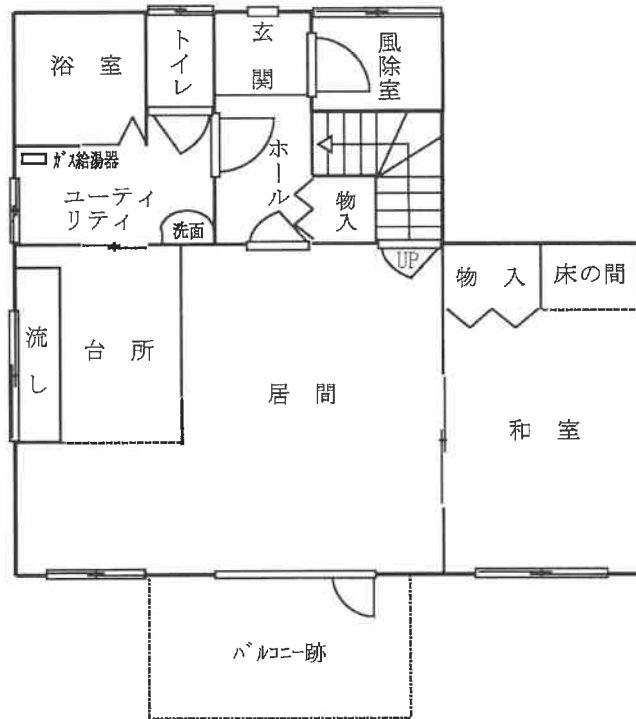 浴室
トイレ
玄関
風除室
ガス給湯器
ユーティ
リティ
洗面
ホール
物入
UP
物入
床の間
流し
台所
居間
和室
バルコニー跡